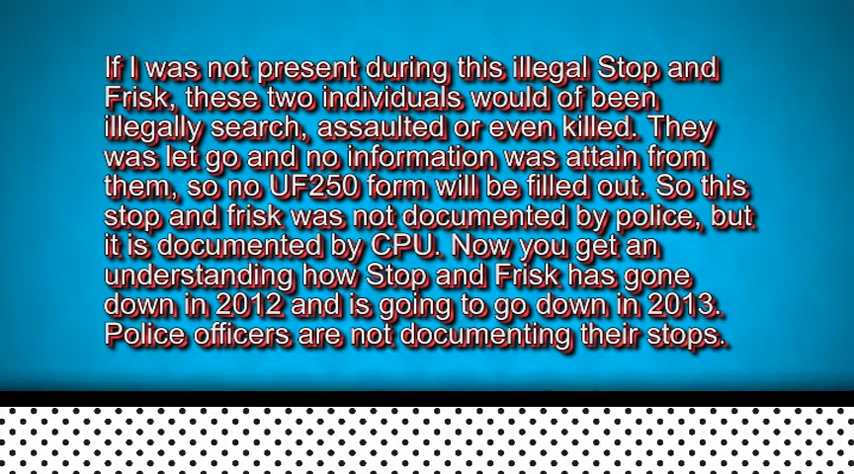 If I was not present during this illegal Stop and
Frisk, these two individuals would of been
illegally search, assaulted or even killed. They
was let go and no information was attain from
them, so no UF250 form will be filled out. So this
stop and frisk was not documented by police, but
it is documented by CPU. Now you get an
understanding how Stop and Frisk has gone
down in 2012 and is going to go down in 2013.
Police officers are not documenting their stops.